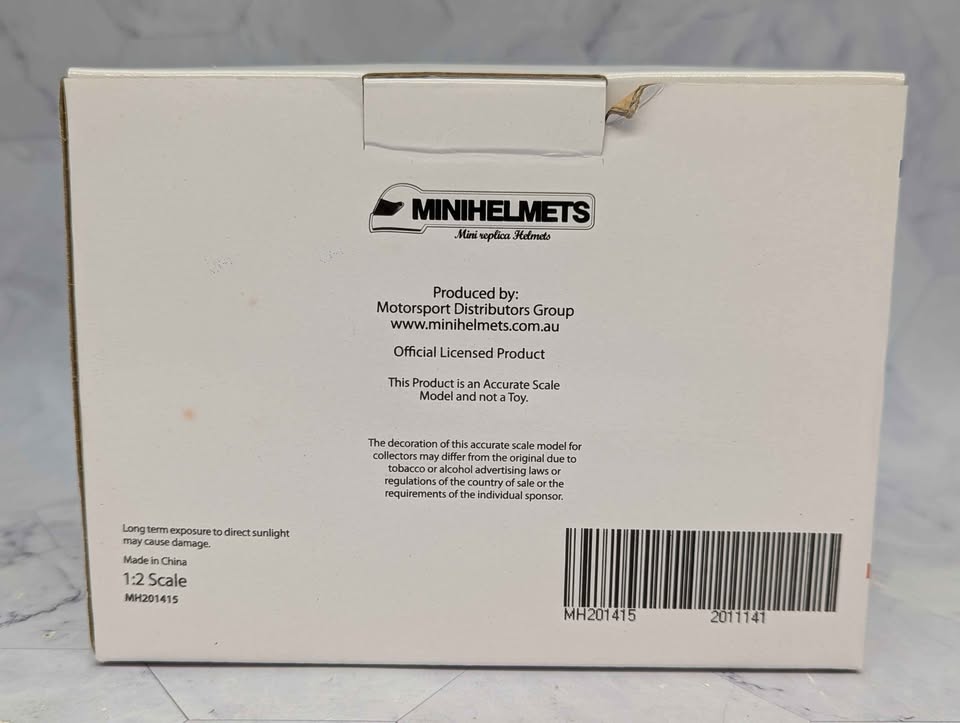 MINIHELMETS
Mini replica Helmets
Produced by:
Motorsport Distributors Group
www.minihelmets.com.au
Official Licensed Product
This Product is an Accurate Scale
Model and not a Toy.
The decoration of this accurate scale model for
collectors may differ from the original due to
tobacco or alcohol advertising laws or
regulations of the country of sale or the
requirements of the individual sponsor.
Long term exposure to direct sunlight
may cause damage.
Made in China
1:2 Scale
MH201415
MH201415 2011141